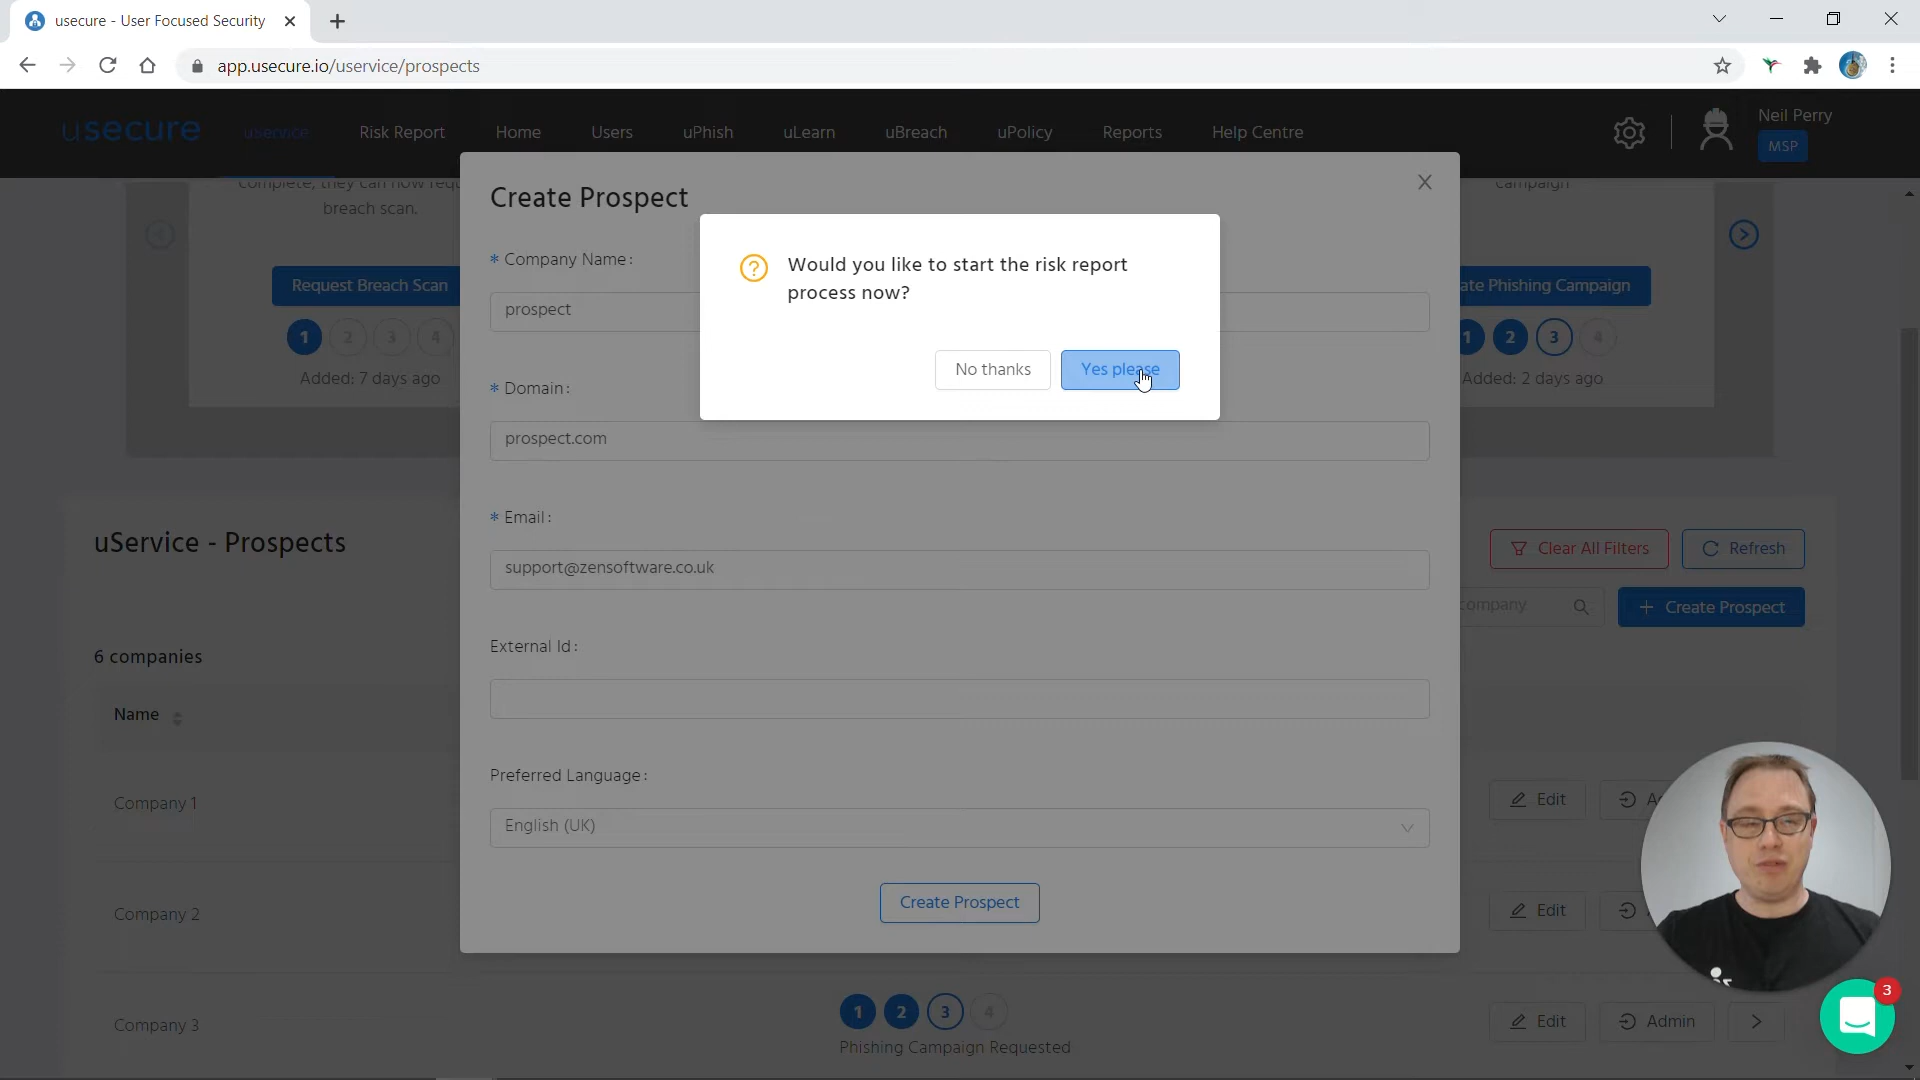 usecure - User Focused Security
app.usecure.io/uservice/prospects
usecure
uService
Risk Report
Home
Users
uPhish
uLearn
uBreach
uPolicy
Reports
Help Centre
Neil Perry
MSP
breach scan.
campaign
Request Breach Scan
1 2 3 4
Added: 7 days ago
ate Phishing Campaign
1 2 3 4
Added: 2 days ago
Create Prospect
* Company Name:
prospect
* Domain:
prospect.com
* Email:
support@zensoftware.co.uk
External Id:
Preferred Language:
English (UK)
Create Prospect
Would you like to start the risk report
process now?
No thanks
Yes please
uService - Prospects
Clear All Filters
Refresh
company
+ Create Prospect
6 companies
Name
Company 1
Edit
Company 2
Edit
Company 3
1 2 3 4
Phishing Campaign Requested
Edit
Admin
3